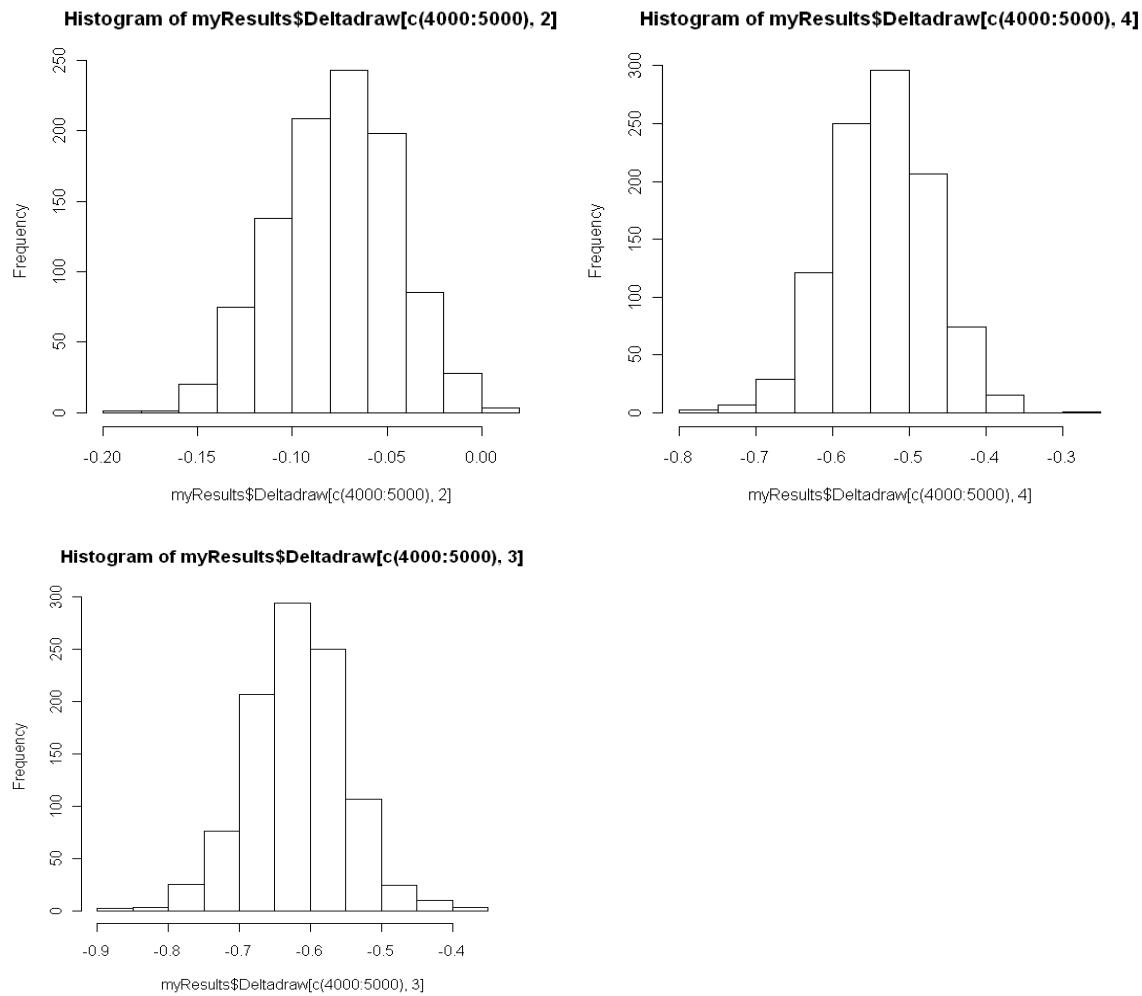 Histogram of myResults$Deltadraw[c(4000:5000), 2]
250
200
150
100
50
0
Frequency
-0.20 -0.15 -0.10 -0.05 0.00
myResults$Deltadraw[c(4000:5000), 2]
Histogram of myResults$Deltadraw[c(4000:5000), 4]
300
250
200
150
100
50
0
Frequency
-0.8 -0.7 -0.6 -0.5 -0.4 -0.3
myResults$Deltadraw[c(4000:5000), 4]
Histogram of myResults$Deltadraw[c(4000:5000), 3]
300
250
200
150
100
50
0
Frequency
-0.9 -0.8 -0.7 -0.6 -0.5 -0.4
myResults$Deltadraw[c(4000:5000), 3]